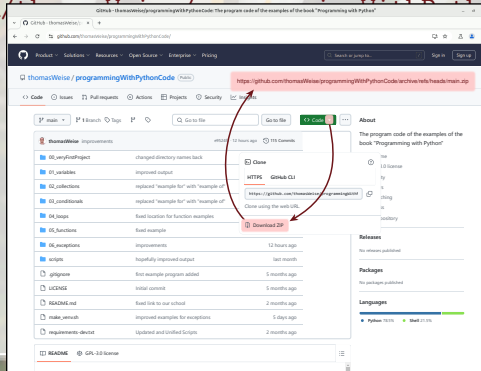 GitHub - thomasWeise/programmingWithPythonCode: The program code of the examples of the book "Programming with Python"
GitHub - thomasWeise/pro
github.com/thomasWeise/programmingWithPythonCode
Product Solutions Resources Open Source Enterprise Pricing
Search or jump to...
Sign in
Sign up
thomasWeise / programmingWithPythonCode Public
https://github.com/thomasWeise/programmingWithPythonCode/archive/refs/heads/main.zip
Code Issues Pull requests Actions Projects Security Insights
main 1 Branch Tags Go to file Go to file Code
About
The program code of the examples of the book "Programming with Python"
thomasWeise Improvements 12 hours ago 115 Commits
00_veryFirstProject changed directory names back
01_variables improved output
02_collections replaced "example for" with "example of"
03_conditionals replaced "example for" with "example of"
04_loops fixed location for function examples
05_functions fixed example
06_exceptions improvements 12 hours ago
scripts hopefully improved output last month
.gitignore first example program added 5 months ago
LICENSE Initial commit 5 months ago
README.md fixed link to our school 2 months ago
make_venv.sh improved examples for exceptions 5 days ago
requirements-dev.txt Updated and Unified Scripts 2 months ago
Clone
HTTPS GitHub CLI
Clone using the web URL.
Download ZIP
Releases
No releases published
Packages
No packages published
Languages
Python 78.5% Shell 21.5%
README GPL-3.0 license